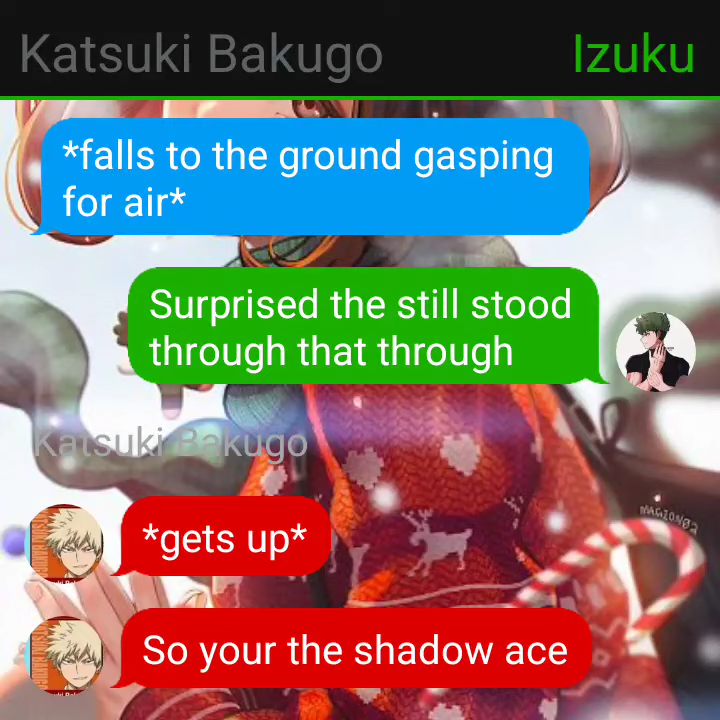 Katsuki Bakugo
Izuku
*falls to the ground gasping
for air*
Surprised the still stood
through that through
Katsuki Bakugo
*gets up*
MAGZON02
So your the shadow ace